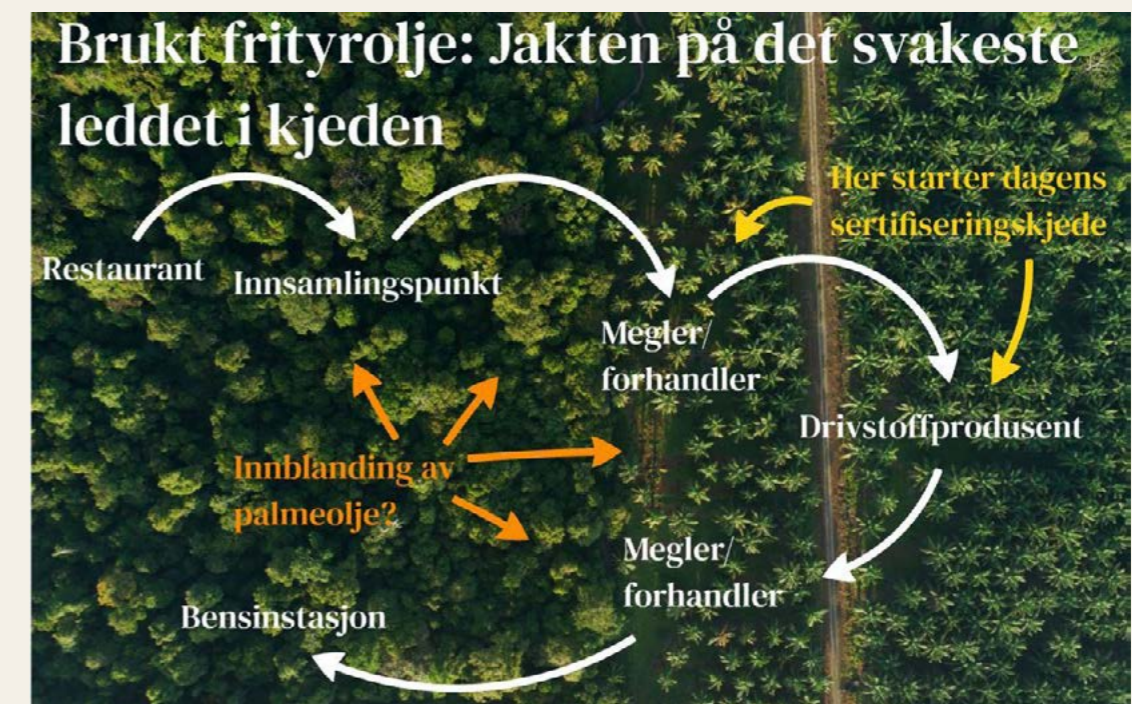 Brukt frityrolje: Jakten på det svakeste
leddet i kjeden
Her starter dagens
sertifiseringskjede
Restaurant
Innsamlingspunkt
Megler/
forhandler
Drivstoffprodusent
Innblanding av
palmeolje?
Megler/
forhandler
Bensinstasjon